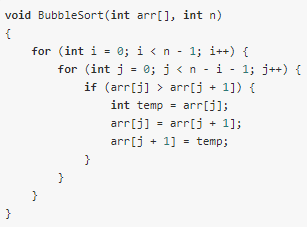 void BubbleSort(int arr[], int n)
{
    for (int i = 0; i < n - 1; i++) {
        for (int j = 0; j < n - i - 1; j++) {
            if (arr[j] > arr[j + 1]) {
                int temp = arr[j];
                arr[j] = arr[j + 1];
                arr[j + 1] = temp;
            }
        }
    }
}